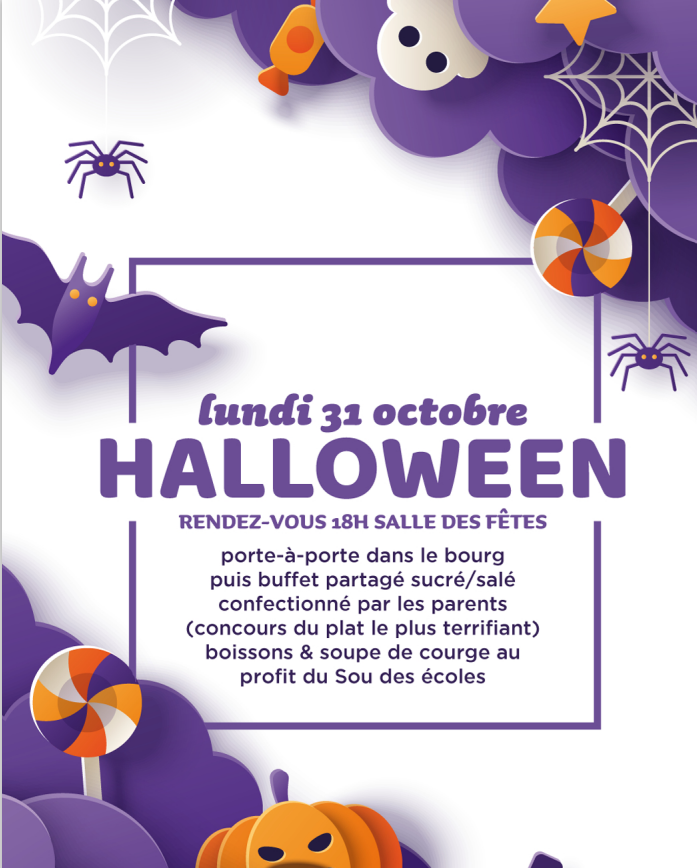 lundi 31 octobre
HALLOWEEN
RENDEZ-VOUS 18H SALLE DES FÊTES
porte-à-porte dans le bourg
puis buffet partagé sucré/salé
confectionné par les parents
(concours du plat le plus terrifiant)
boissons & soupe de courge au
profit du Sou des écoles